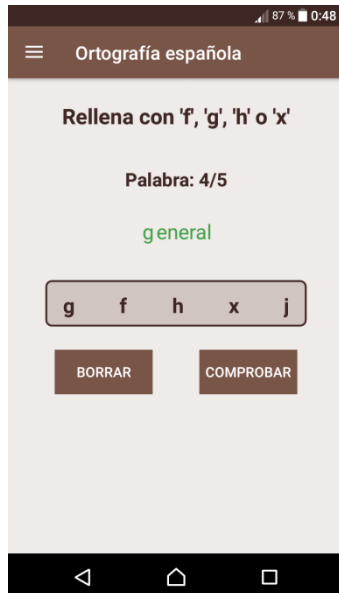 87 % 0:48
Ortografía española
Rellena con 'f', 'g', 'h' o 'x'
Palabra: 4/5
general
g f h x j
BORRAR COMPROBAR